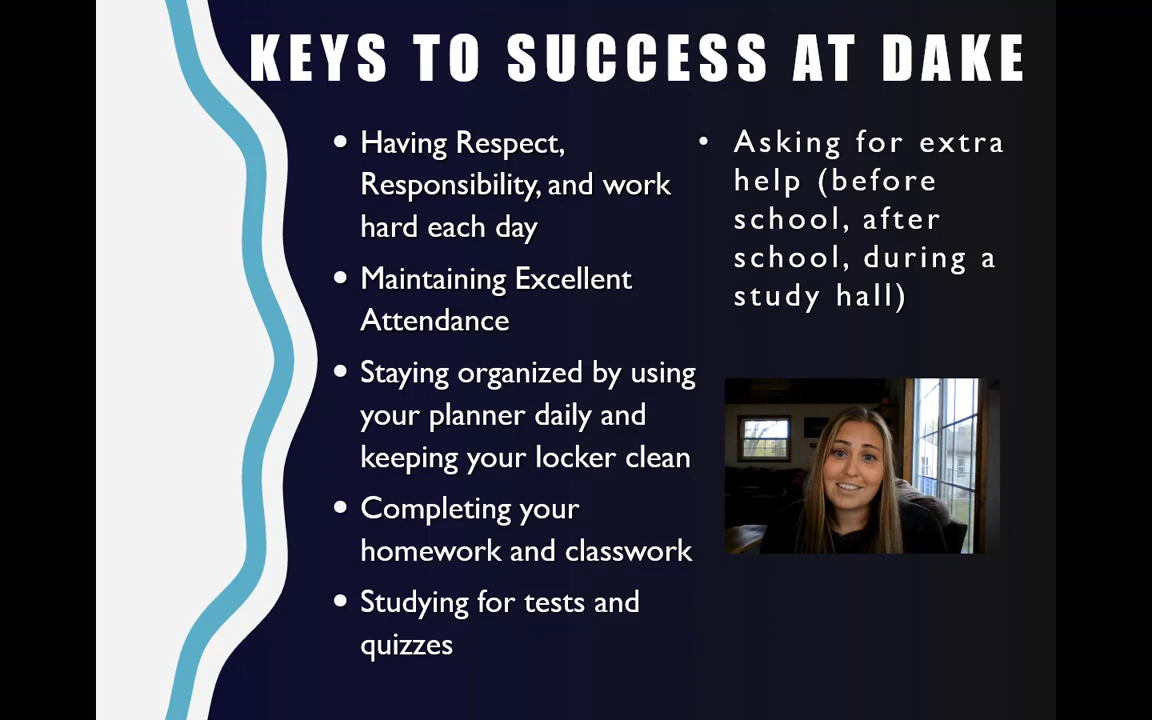 KEYS TO SUCCESS AT DAKE
• Having Respect,
Responsibility, and work
hard each day
• Maintaining Excellent
Attendance
• Staying organized by using
your planner daily and
keeping your locker clean
• Completing your
homework and classwork
• Studying for tests and
quizzes
• Asking for extra
help (before
school, after
school, during a
study hall)